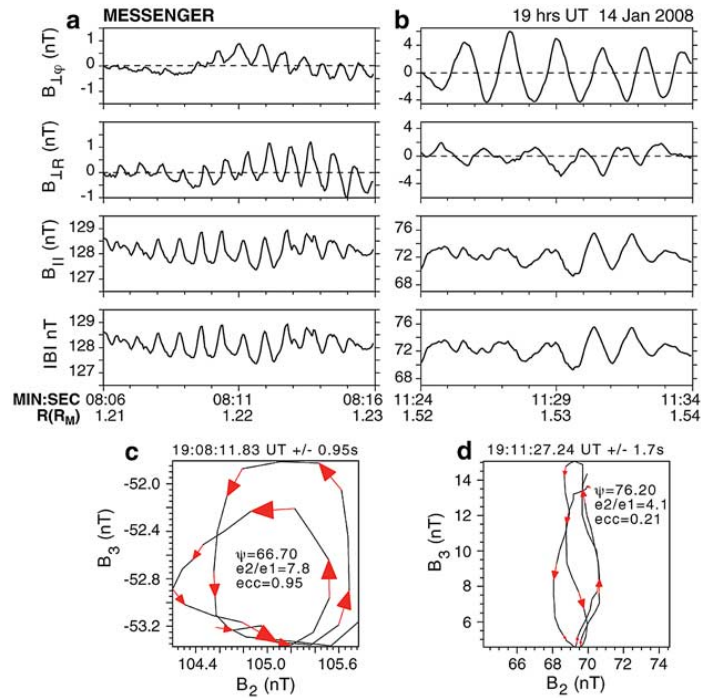 a MESSENGER b 19 hrs UT 14 Jan 2008
B⊥φ (nT)
1
0
-1
4
0
-4
B⊥R (nT)
1
0
-1
4
0
-4
B|| (nT)
129
128
127
76
72
68
|B| nT
129
128
127
76
72
68
MIN:SEC 08:06 08:11 08:16 11:24 11:29 11:34
R(RM) 1.21 1.22 1.23 1.52 1.53 1.54
c d
19:08:11.83 UT +/- 0.95s
B3 (nT)
-52.0
-52.4
-52.8
-53.2
ψ=66.70
e2/e1=7.8
ecc=0.95
104.4 105.0 105.6
B2 (nT)
19:11:27.24 UT +/- 1.7s
B3 (nT)
14
12
10
8
6
ψ=76.20
e2/e1=4.1
ecc=0.21
66 68 70 72 74
B2 (nT)